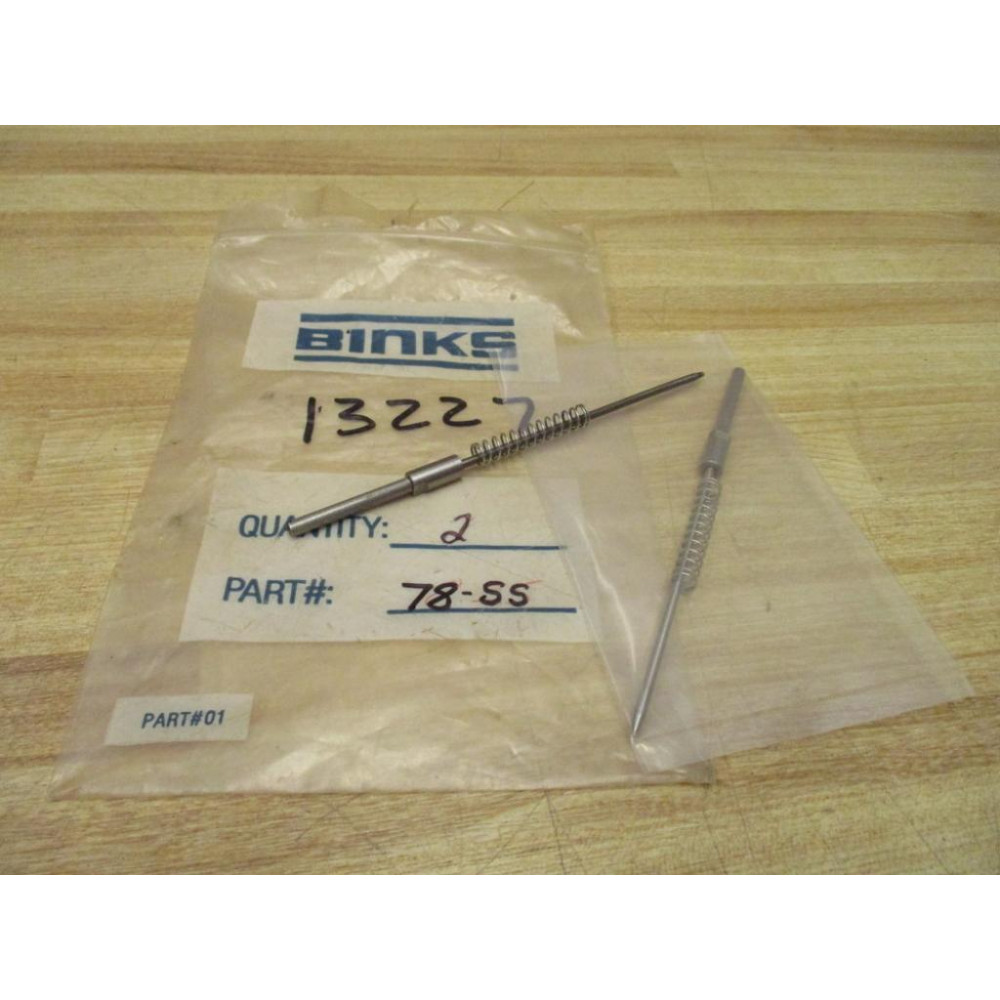 BINKS
13227
QUANTITY: 2
PART#: 78-SS
PART#01